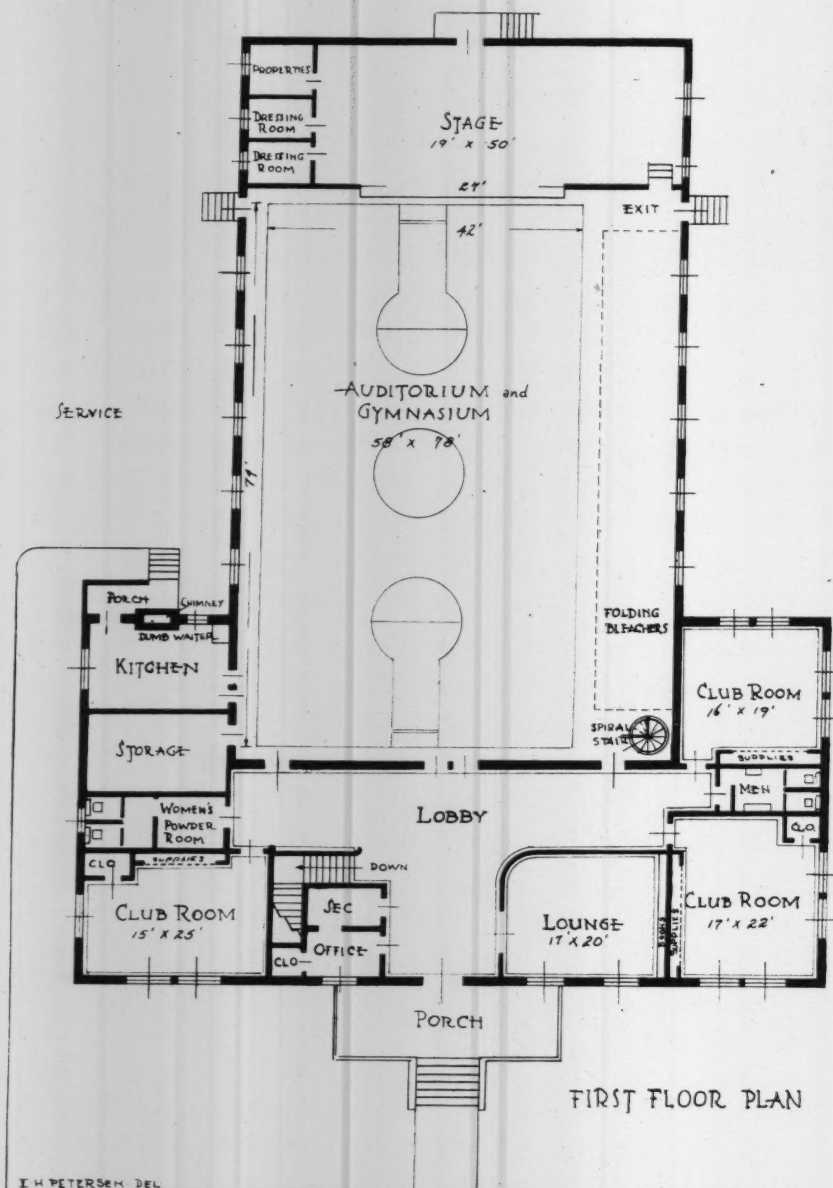 PROPERTIES
DRESSING
ROOM
DRESSING
ROOM
STAGE
19' x 50'
27'
EXIT
42'
AUDITORIUM and
GYMNASIUM
58' x 78'
74'
SERVICE
PORCH
CHIMNEY
DUMB WAITER
KITCHEN
STORAGE
FOLDING
BLEACHERS
SPIRAL
STAIR
CLUB ROOM
16' x 19'
SUPPLIES
MEN
CLO
WOMEN'S
POWDER
ROOM
LOBBY
CLO
SUPPLIES
DOWN
CLUB ROOM
15' x 25'
SEC
OFFICE
CLO
LOUNGE
17' x 20'
BOOKS
SUPPLIES
CLUB ROOM
17' x 22'
PORCH
FIRST FLOOR PLAN
I H PETERSEN DEL